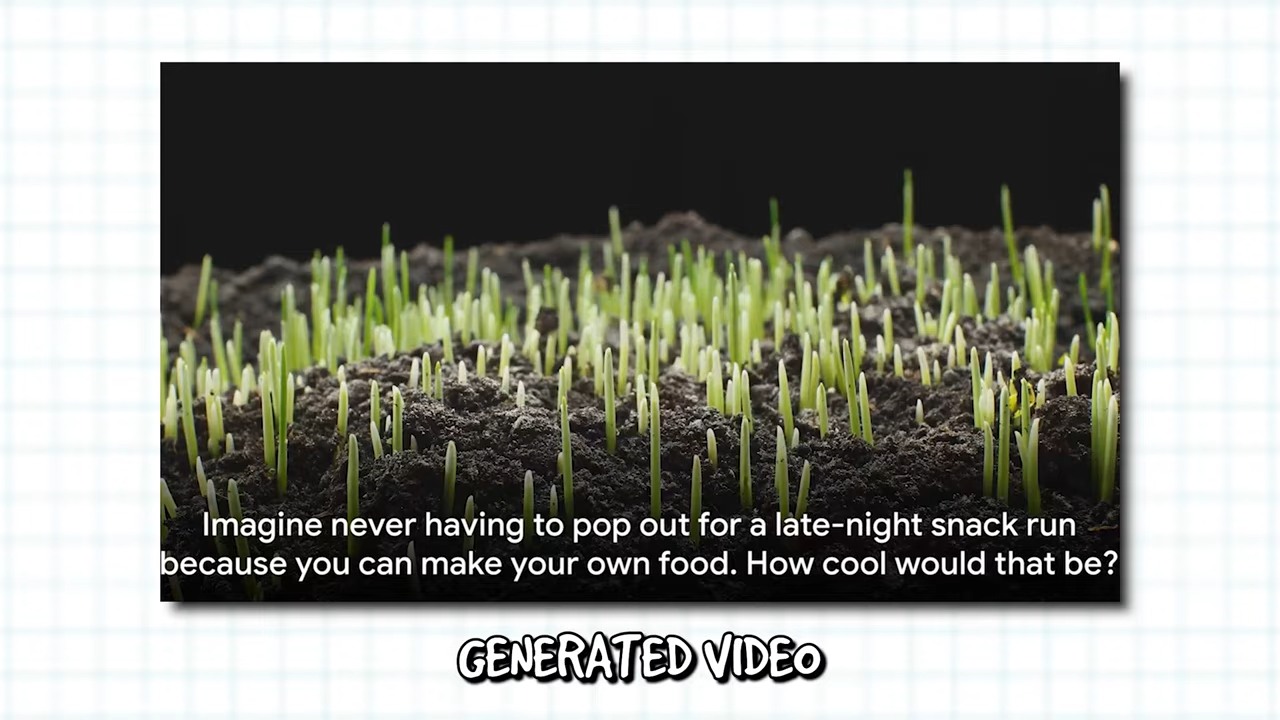 Imagine never having to pop out for a late-night snack run
because you can make your own food. How cool would that be?
GENERATED VIDEO